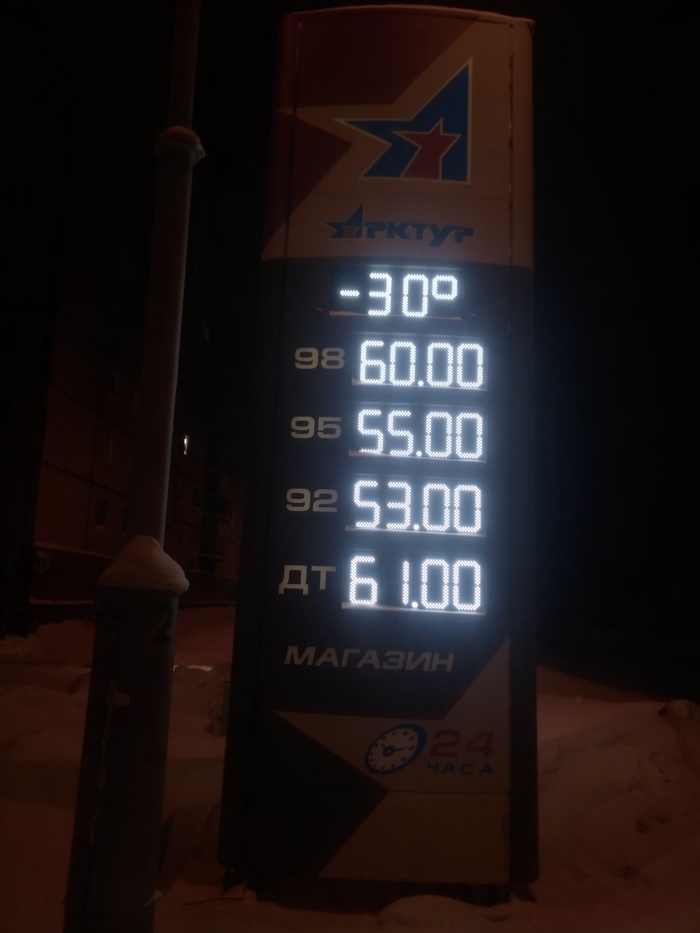 Арктур
-30°
98 60.00
95 55.00
92 53.00
ДТ 61.00
МАГАЗИН
24
ЧАСА